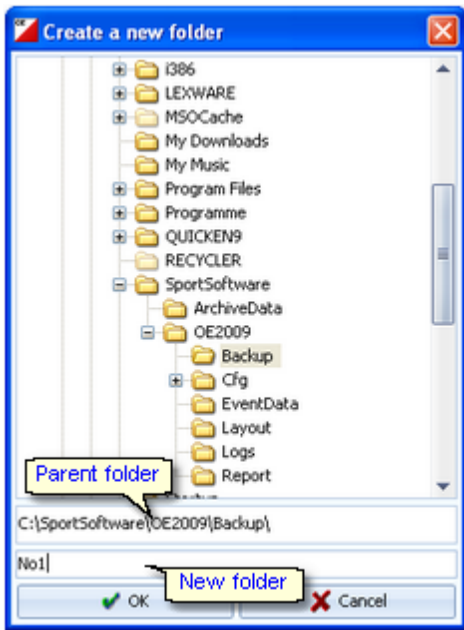 OE Create a new folder
i386
LEXWARE
MSOCache
My Downloads
My Music
Program Files
Programme
QUICKEN9
RECYCLER
SportSoftware
ArchiveData
OE2009
Backup
Cfg
EventData
Layout
Logs
Report
Parent folder
C:\SportSoftware\OE2009\Backup\
No1
New folder
OK Cancel